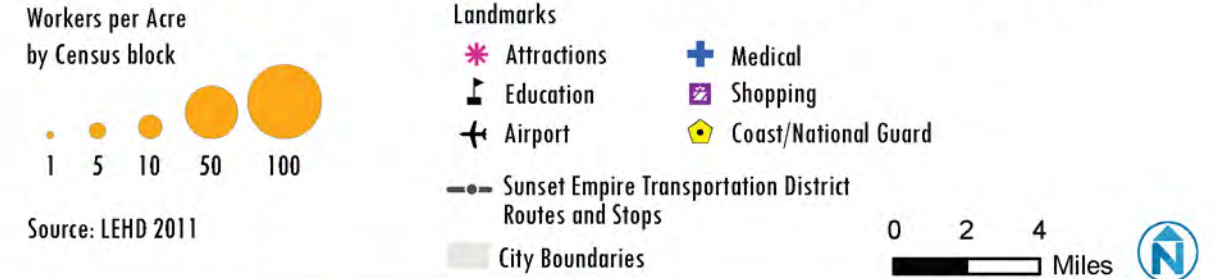 Workers per Acre
by Census block
1 5 10 50 100
Source: LEHD 2011
Landmarks
Attractions
Education
Airport
Medical
Shopping
Coast/National Guard
Sunset Empire Transportation District
Routes and Stops
City Boundaries
0 2 4
Miles
N